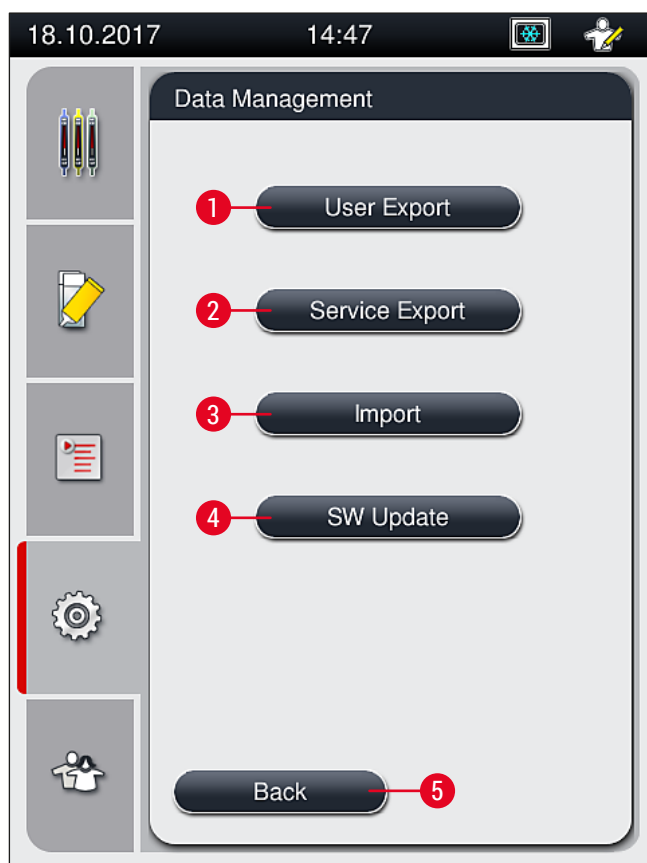 18.10.2017 14:47
Data Management
1 User Export
2 Service Export
3 Import
4 SW Update
Back 5